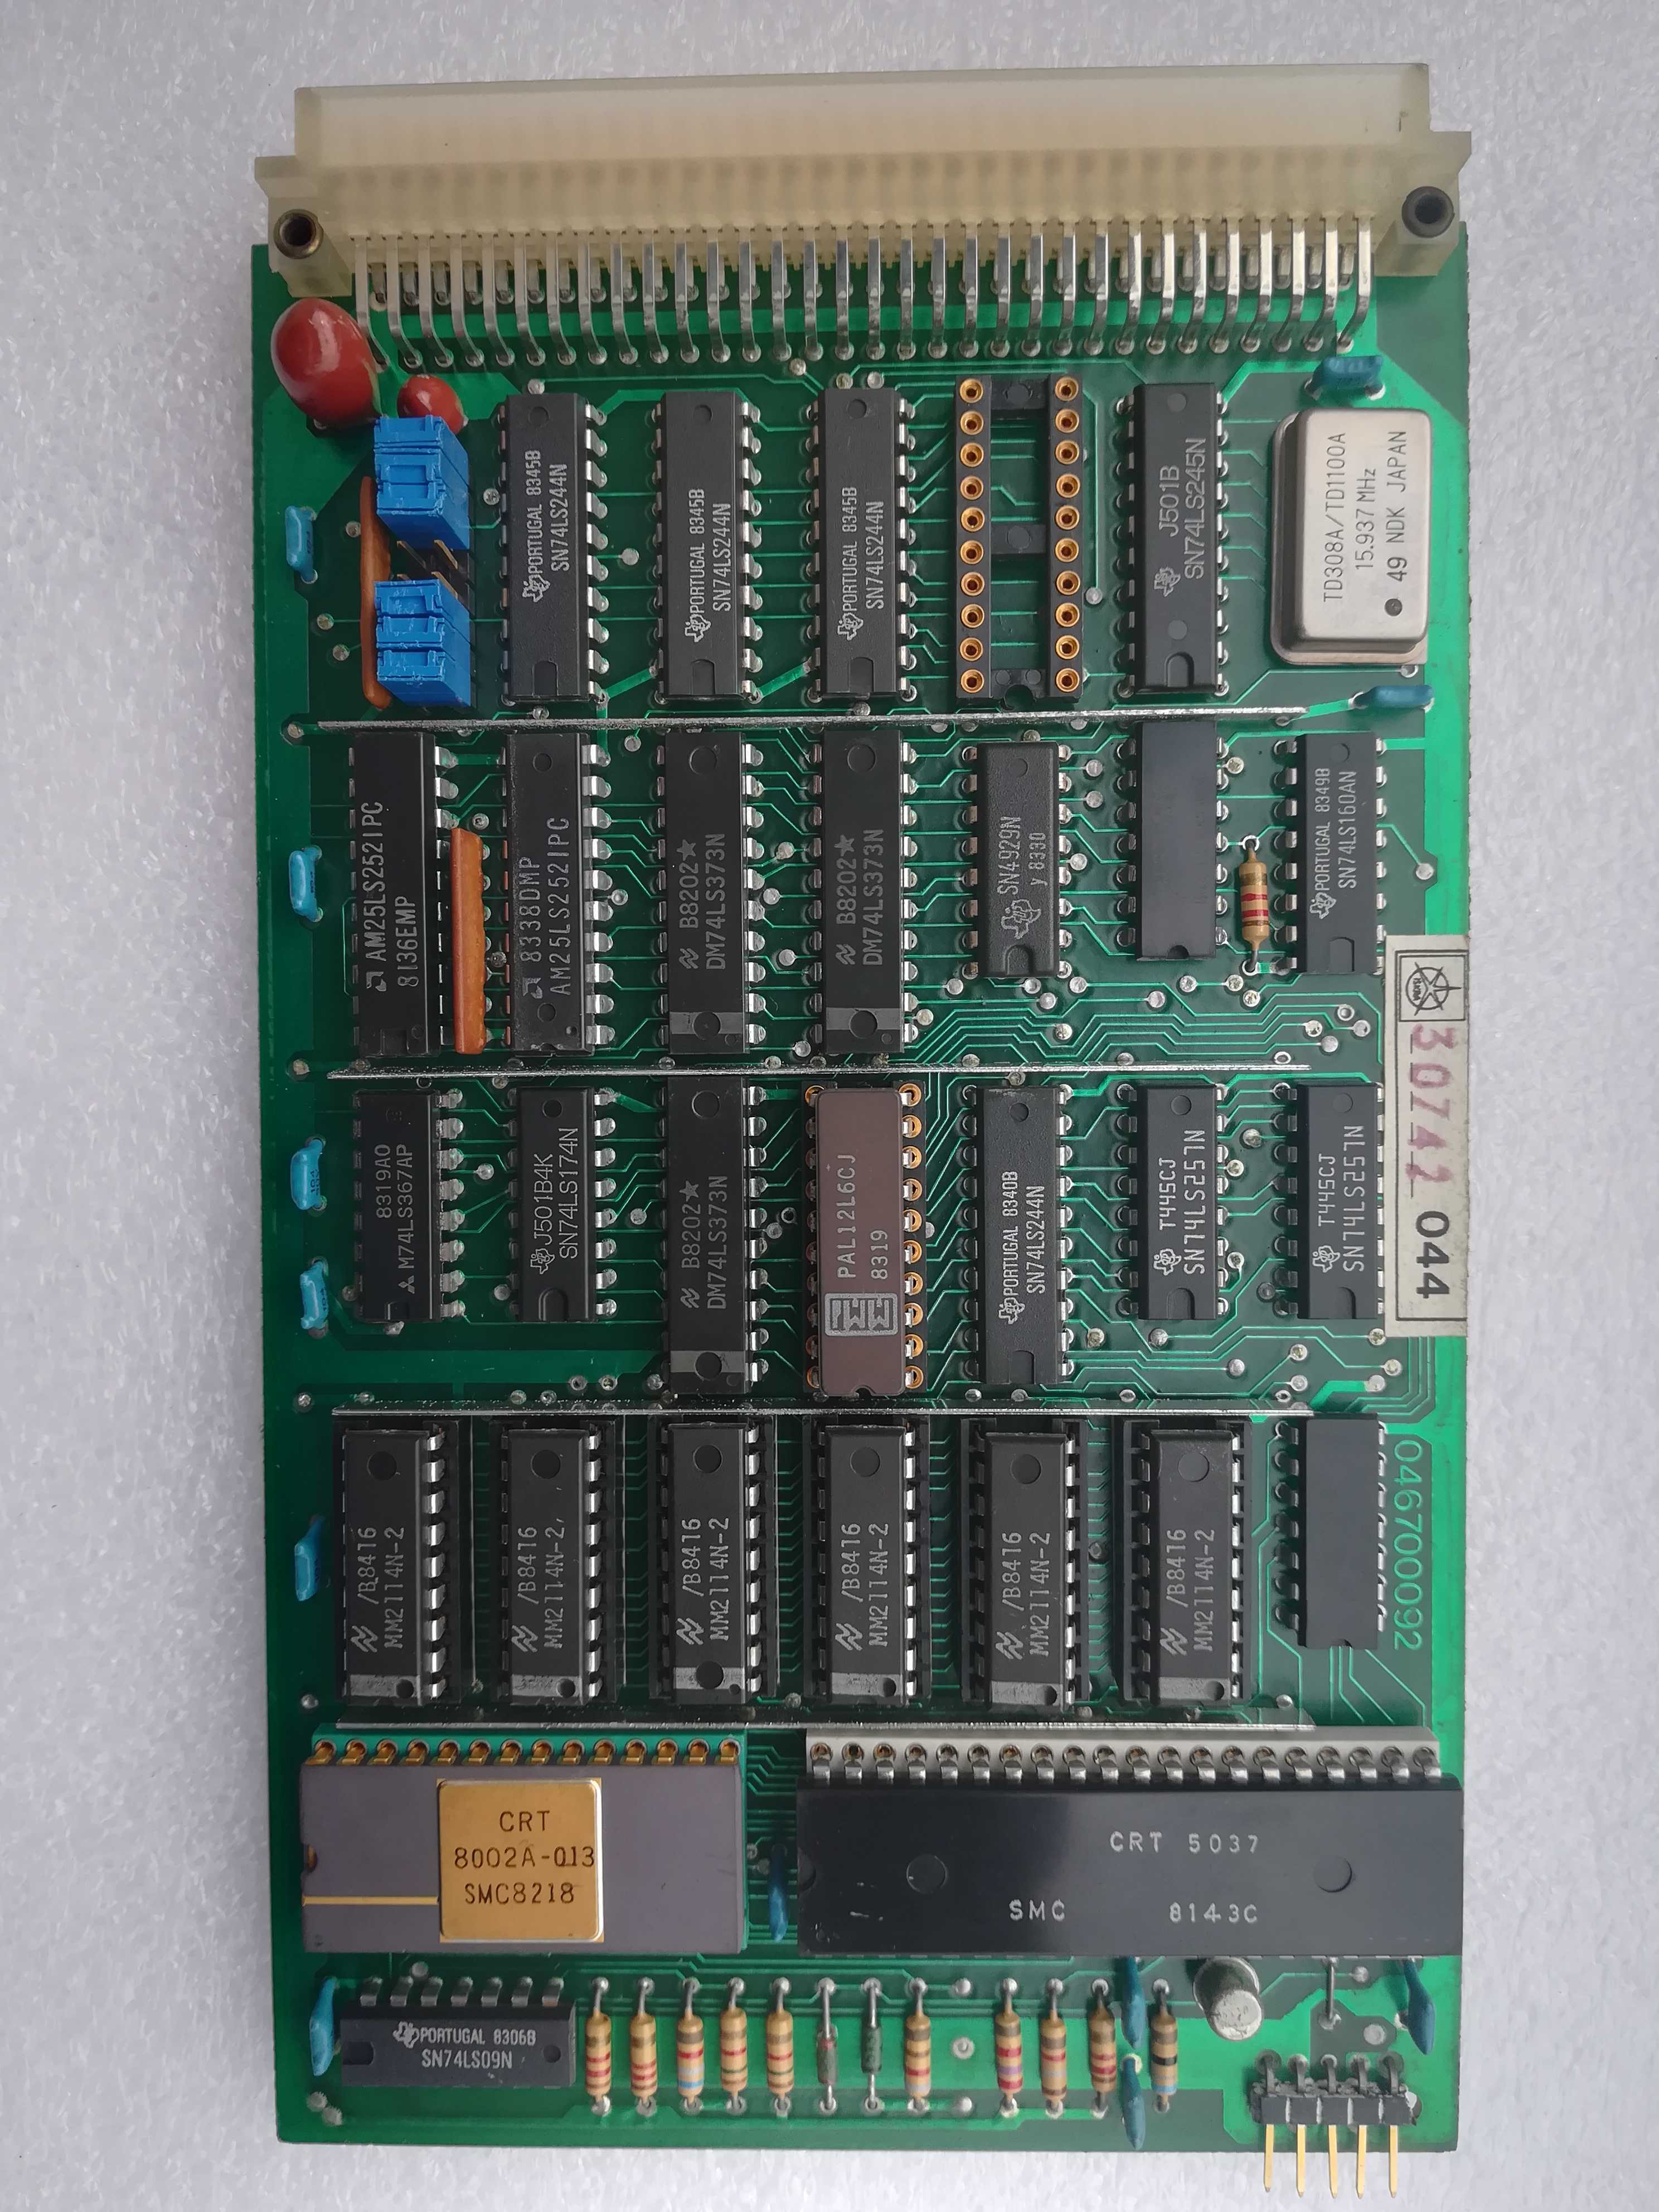 PORTUGAL 8345B
SN74LS244N
PORTUGAL 8345B
SN74LS244N
PORTUGAL 8345B
SN74LS244N
J501B
SN74LS245N
TD308A/TD1100A
15.937 MHz
49 NDK JAPAN
AM25LS2521PC
8136EMP
8338DMP
AM25LS2521PC
B8202★
DM74LS373N
B8202★
DM74LS373N
SN4929N
y 8330
PORTUGAL 8349B
SN74LS160AN
30742 044
8319A0
M74LS367AP
J501B4K
SN74LS174N
B8202★
DM74LS373N
PAL12L6CJ
8319
PORTUGAL 8340B
SN74LS244N
T445CJ
SN74LS257N
T445CJ
SN74LS257N
/B8416
MM2114N-2
/B8416
MM2114N-2
/B8416
MM2114N-2
/B8416
MM2114N-2
/B8416
MM2114N-2
/B8416
MM2114N-2
0467000092
CRT
8002A-013
SMC8218
CRT 5037
SMC 8143C
PORTUGAL 8306B
SN74LS09N